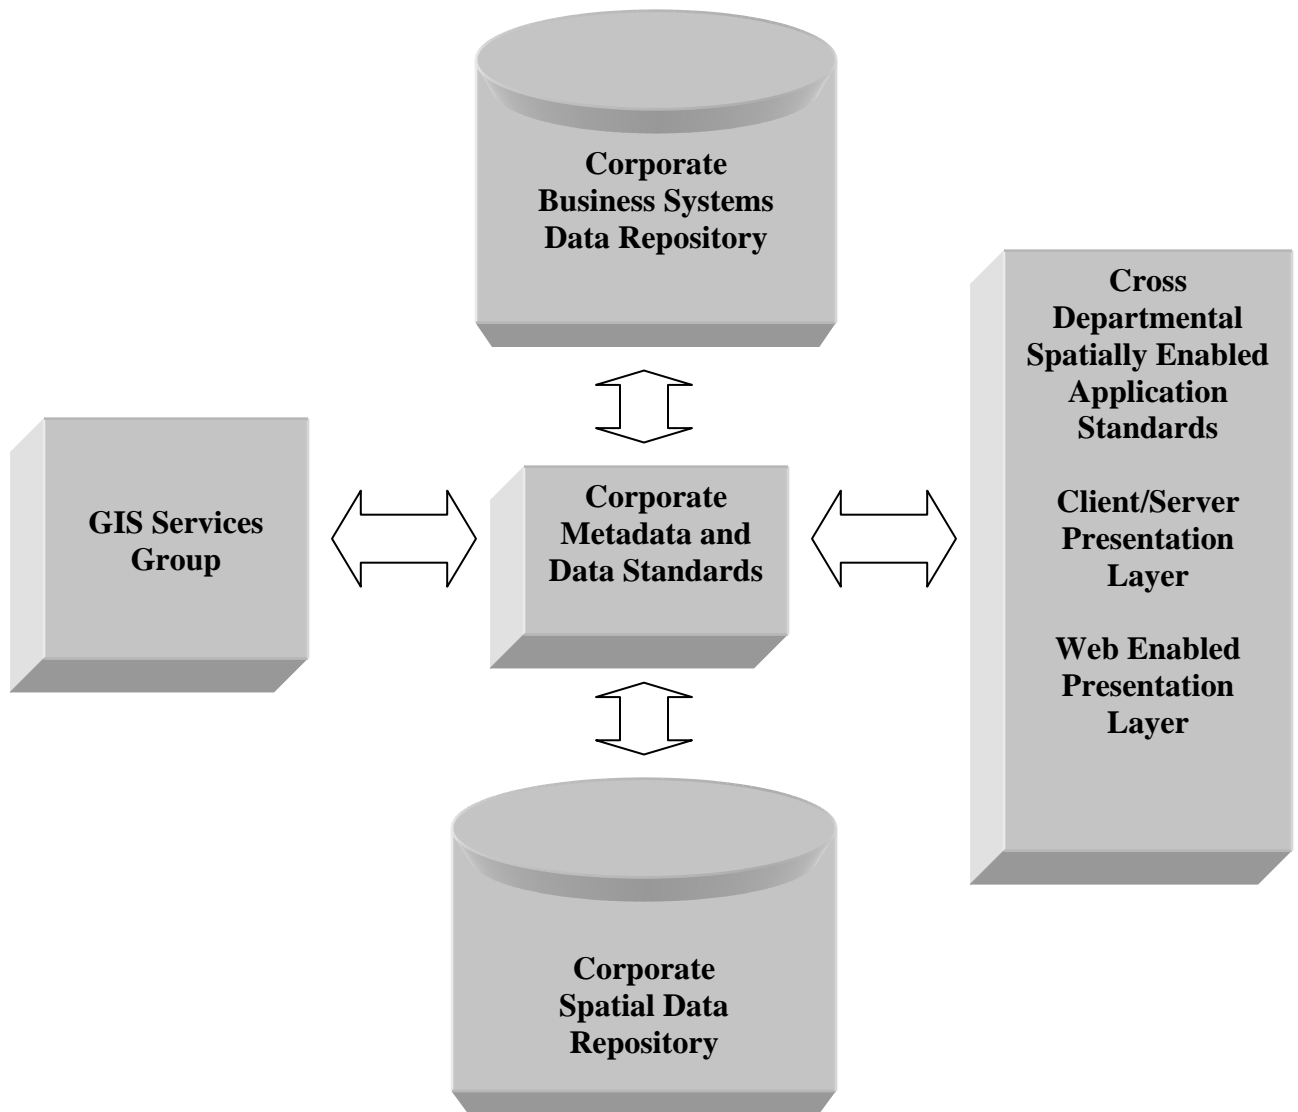 Corporate
Business Systems
Data Repository
Cross
Departmental
Spatially Enabled
Application
Standards
Client/Server
Presentation
Layer
Web Enabled
Presentation
Layer
GIS Services
Group
Corporate
Metadata and
Data Standards
Corporate
Spatial Data
Repository